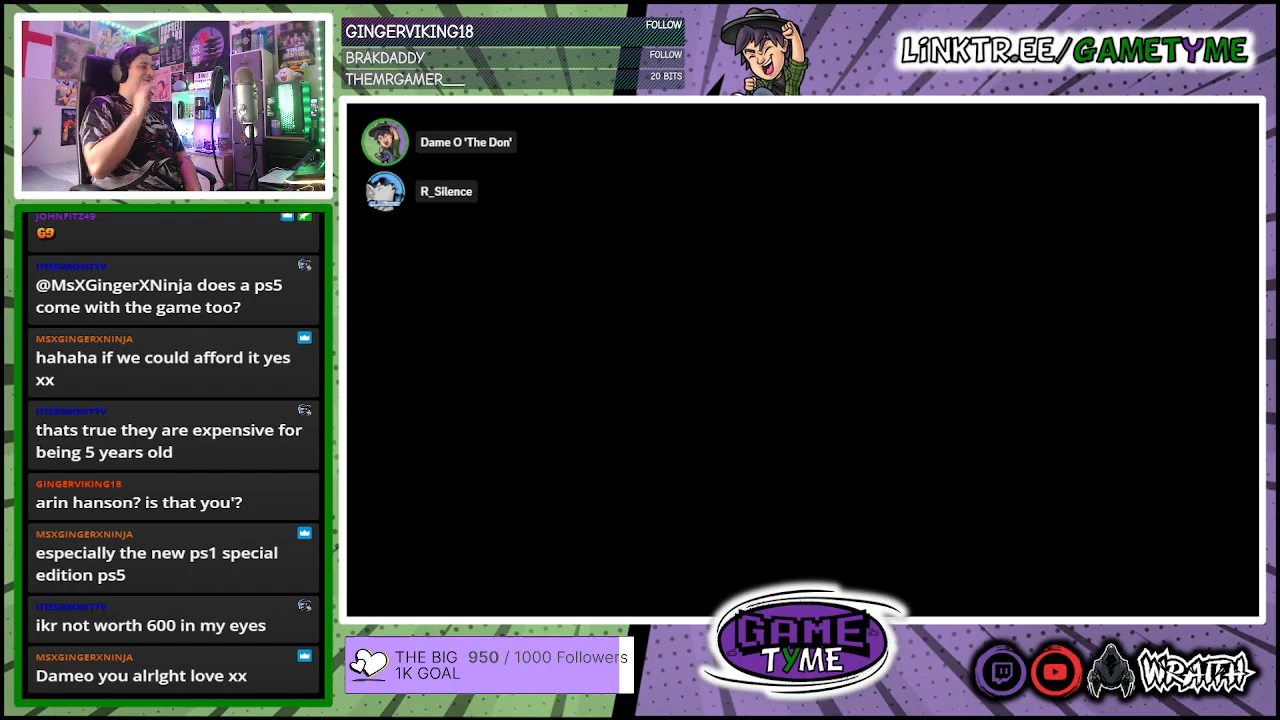 GINGERVIKING18 FOLLOW
BRAKDADDY FOLLOW
THEMRGAMER___ 20 BITS
LINKTR.EE/GAMETYME
Dame O 'The Don'
R_Silence
JOHNFITZ49
69
ITISSIMONTTV
@MsXGingerXNinja does a ps5
come with the game too?
MSXGINGERXNINJA
hahaha if we could afford it yes
xx
ITISSIMONTTV
thats true they are expensive for
being 5 years old
GINGERVIKING18
arin hanson? is that you'?
MSXGINGERXNINJA
especially the new ps1 special
edition ps5
ITISSIMONTTV
ikr not worth 600 in my eyes
MSXGINGERXNINJA
Dameo you alrIght love xx
THE BIG 950 / 1000 Followers
1K GOAL
GAME
TYME
WRATH